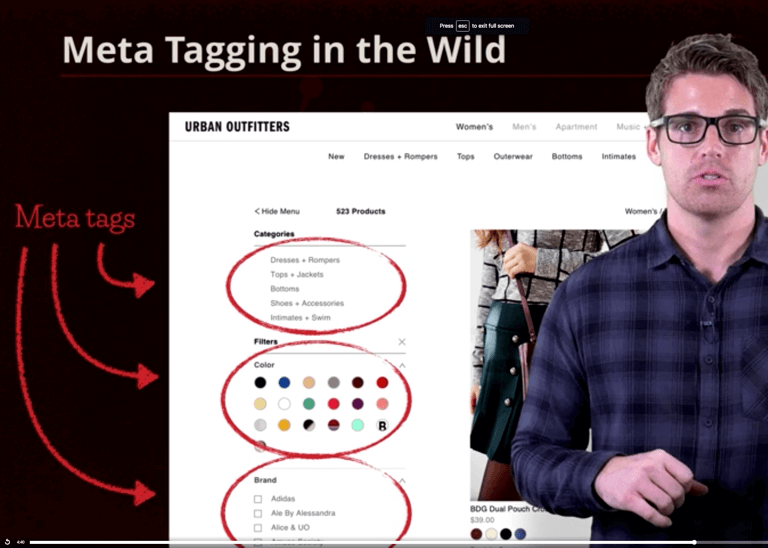 Press esc to exit full screen
Meta Tagging in the Wild
URBAN OUTFITTERS
Women's Men's Apartment Music
New Dresses + Rompers Tops Outerwear Bottoms Intimates
Meta tags
< Hide Menu 523 Products Women's /
Categories
Dresses + Rompers
Tops + Jackets
Bottoms
Shoes + Accessories
Intimates + Swim
Filters
Color
B
Brand
Adidas
Ale By Alessandra
Alice & UO
BDG Dual Pouch
$39.00
4:40